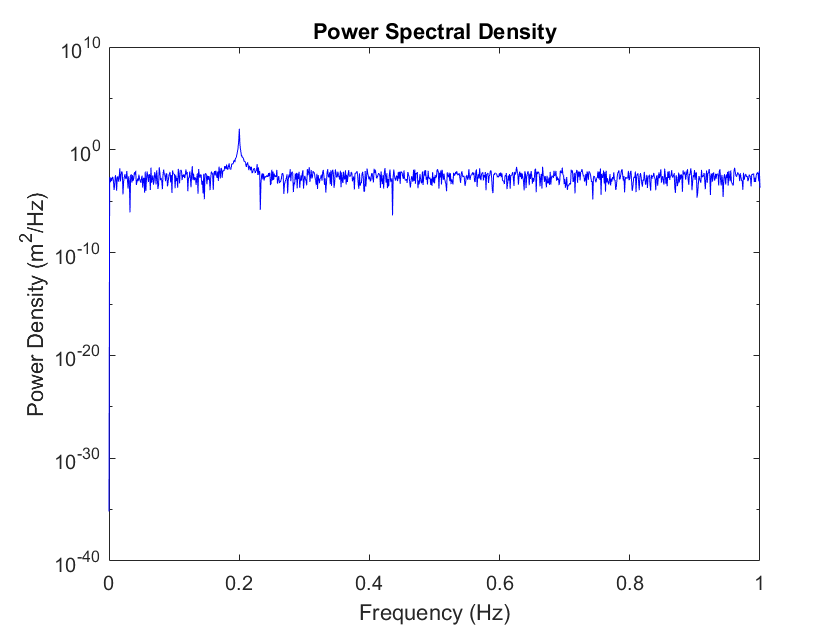 Power Spectral Density
10^10
10^0
10^-10
10^-20
10^-30
10^-40
Power Density (m^2/Hz)
0 0.2 0.4 0.6 0.8 1
Frequency (Hz)